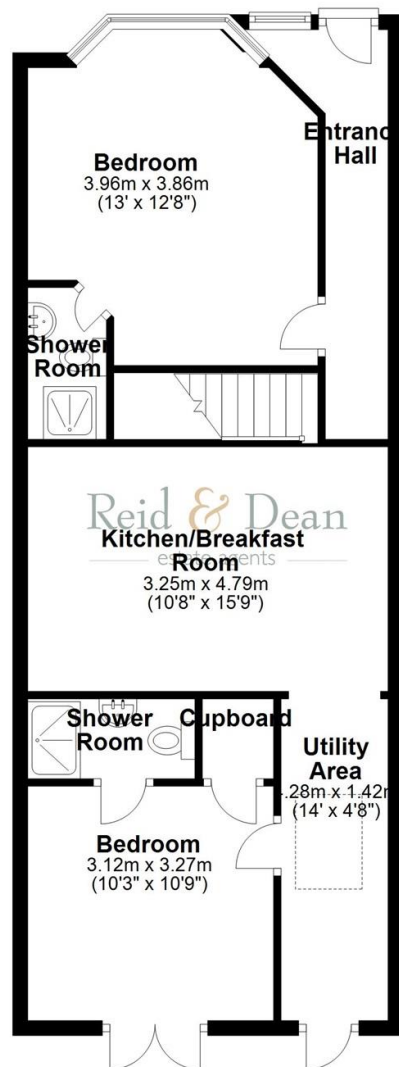 Entranc
Hall
Bedroom
3.96m x 3.86m
(13' x 12'8")
Shower
Room
Reid & Dean
estate agents
Kitchen/Breakfast
Room
3.25m x 4.79m
(10'8" x 15'9")
Shower
Room
Cupboard
Utility
Area
.28m x 1.42m
(14' x 4'8")
Bedroom
3.12m x 3.27m
(10'3" x 10'9")